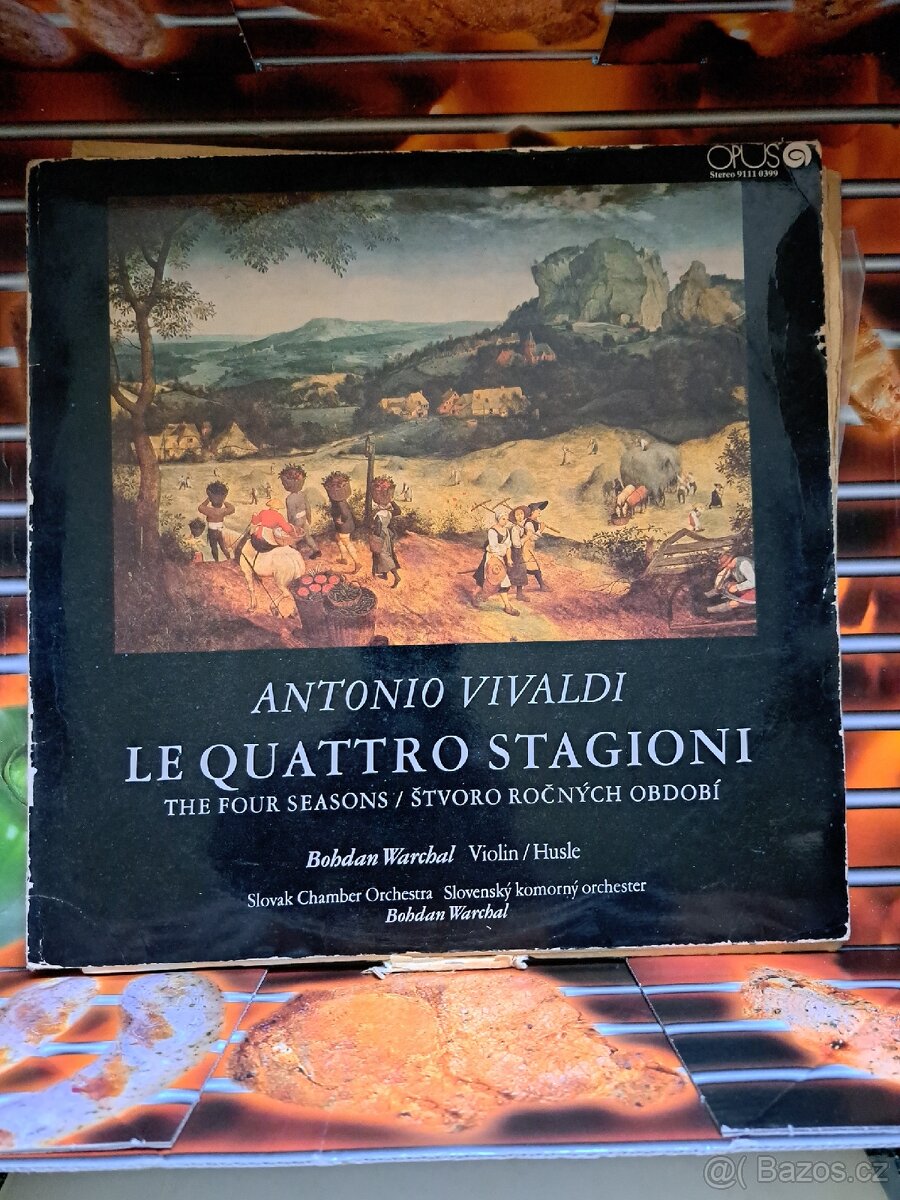 OPUS
Stereo 9111 0399
ANTONIO VIVALDI
LE QUATTRO STAGIONI
THE FOUR SEASONS / ŠTVORO ROČNÝCH OBDOBÍ
Bohdan Warchal Violin / Husle
Slovak Chamber Orchestra Slovenský komorný orchester
Bohdan Warchal
@( Bazos.cz